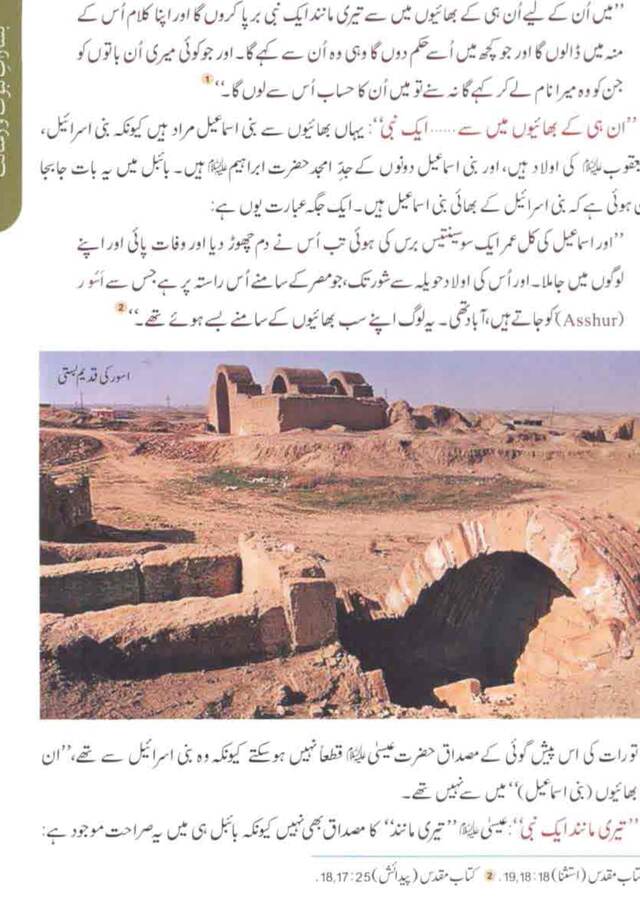 بشارات نبوت و رسالت
’’میں اُن کے لیے اُن ہی کے بھائیوں میں سے تیری مانند ایک نبی برپا کروں گا اور اپنا کلام اُس کے
منہ میں ڈالوں گا اور جو کچھ میں اُسے حکم دوں گا وہی وہ اُن سے کہے گا۔ اور جو کوئی میری اُن باتوں کو
جن کو وہ میرا نام لے کر کہے گا نہ سنے تو میں اُن کا حساب اُس سے لوں گا۔‘‘ 1
’’ان ہی کے بھائیوں میں سے ..... ایک نبی‘‘: یہاں بھائیوں سے بنی اسماعیل مراد ہیں کیونکہ بنی اسرائیل،
یعقوب علیہ السلام کی اولاد ہیں، اور بنی اسماعیل دونوں کے جدِّ امجد حضرت ابراہیم علیہ السلام ہیں۔ بائبل میں یہ بات جابجا
ہوئی ہے کہ بنی اسرائیل کے بھائی بنی اسماعیل ہیں۔ ایک جگہ عبارت یوں ہے:
’’اور اسماعیل کی کل عمر ایک سو سینتیس برس کی ہوئی تب اُس نے دم چھوڑ دیا اور وفات پائی اور اپنے
لوگوں میں جا ملا۔ اور اُس کی اولاد حویلہ سے شور تک، جو مصر کے سامنے اُس راستہ پر ہے جس سے اَسُور
(Asshur) کو جاتے ہیں، آباد تھی۔ یہ لوگ اپنے سب بھائیوں کے سامنے بسے ہوئے تھے۔‘‘ 2
اسور کی قدیم بستی
تورات کی اس پیش گوئی کے مصداق حضرت عیسیٰ علیہ السلام قطعاً نہیں ہو سکتے کیونکہ وہ بنی اسرائیل سے تھے، ’’ان
بھائیوں (بنی اسماعیل)‘‘ میں سے نہیں تھے۔
’’تیری مانند ایک نبی‘‘: عیسیٰ علیہ السلام ’’تیری مانند‘‘ کا مصداق بھی نہیں کیونکہ بائبل ہی میں یہ صراحت موجود ہے:
کتاب مقدس (استثنا) 18:18،19. 2 کتاب مقدس (پیدائش) 25:17،18.